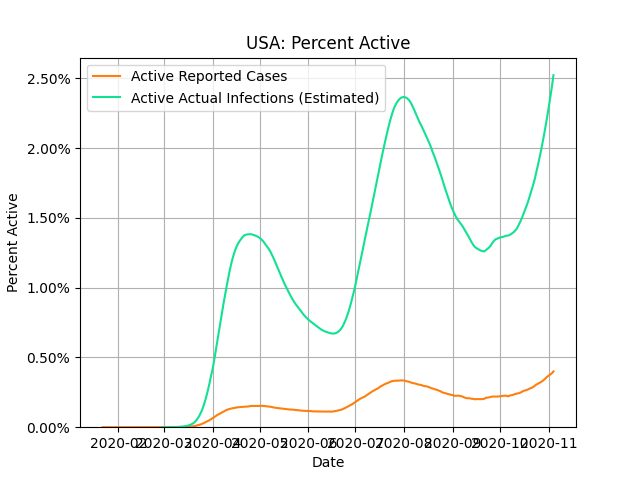 USA: Percent Active
Active Reported Cases
Active Actual Infections (Estimated)
Percent Active
2.50%
2.00%
1.50%
1.00%
0.50%
0.00%
2020-02 2020-03 2020-04 2020-05 2020-06 2020-07 2020-08 2020-09 2020-10 2020-11
Date